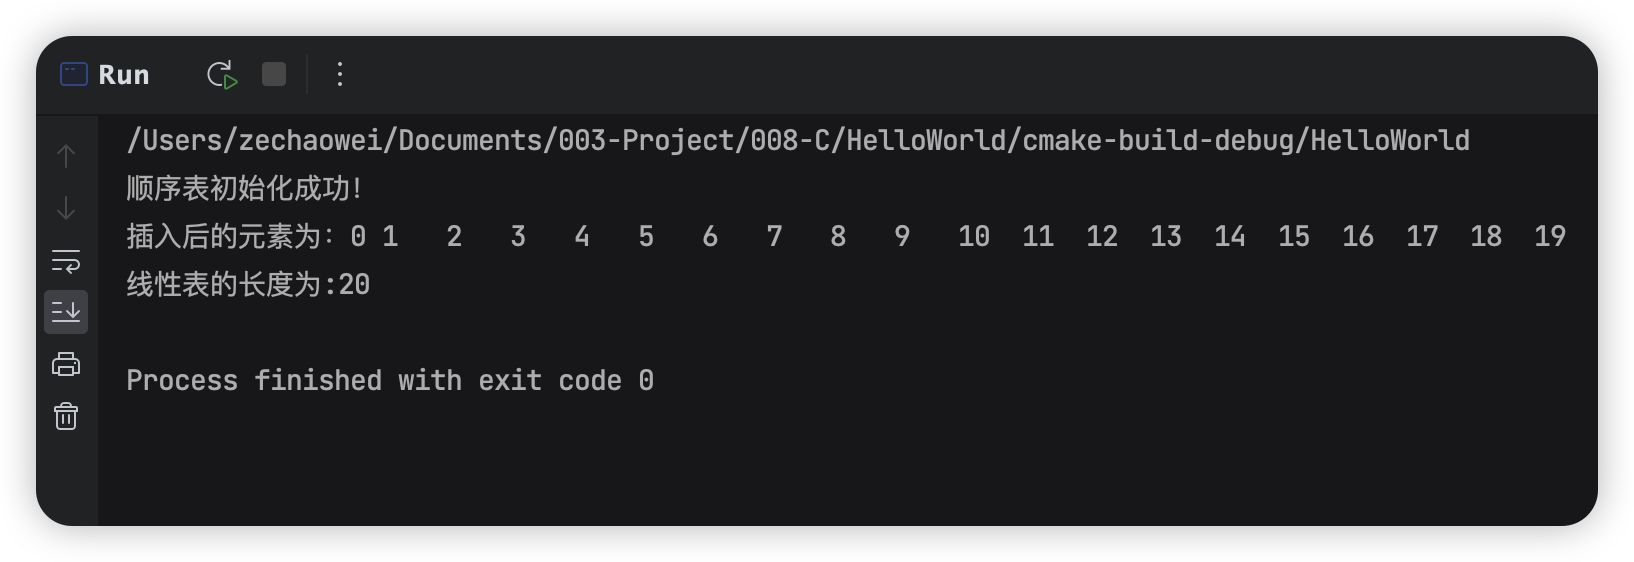 Run
/Users/zechaowei/Documents/003-Project/008-C/HelloWorld/cmake-build-debug/HelloWorld
顺序表初始化成功!
插入后的元素为：0 1   2   3   4   5   6   7   8   9   10  11  12  13  14  15  16  17  18  19
线性表的长度为:20
Process finished with exit code 0